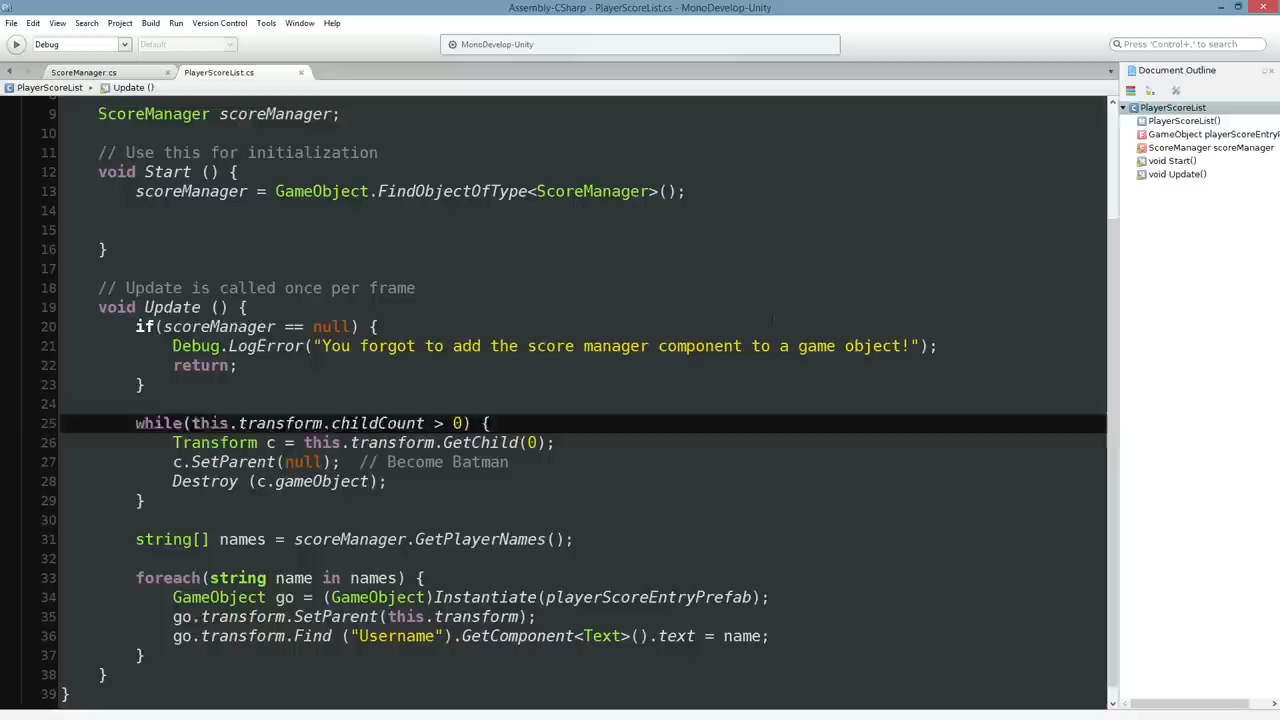 Assembly-CSharp - PlayerScoreList.cs - MonoDevelop-Unity
File Edit View Search Project Build Run Version Control Tools Window Help
Debug Default MonoDevelop-Unity Press 'Control+,' to search
ScoreManager.cs PlayerScoreList.cs
PlayerScoreList Update ()
9 ScoreManager scoreManager;
10
11 // Use this for initialization
12 void Start () {
13 scoreManager = GameObject.FindObjectOfType<ScoreManager>();
14
15
16 }
17
18 // Update is called once per frame
19 void Update () {
20 if(scoreManager == null) {
21 Debug.LogError("You forgot to add the score manager component to a game object!");
22 return;
23 }
24
25 while(this.transform.childCount > 0) {
26 Transform c = this.transform.GetChild(0);
27 c.SetParent(null);  // Become Batman
28 Destroy (c.gameObject);
29 }
30
31 string[] names = scoreManager.GetPlayerNames();
32
33 foreach(string name in names) {
34 GameObject go = (GameObject)Instantiate(playerScoreEntryPrefab);
35 go.transform.SetParent(this.transform);
36 go.transform.Find ("Username").GetComponent<Text>().text = name;
37 }
38 }
39 }
Document Outline
PlayerScoreList
PlayerScoreList()
GameObject playerScoreEntryP
ScoreManager scoreManager
void Start()
void Update()